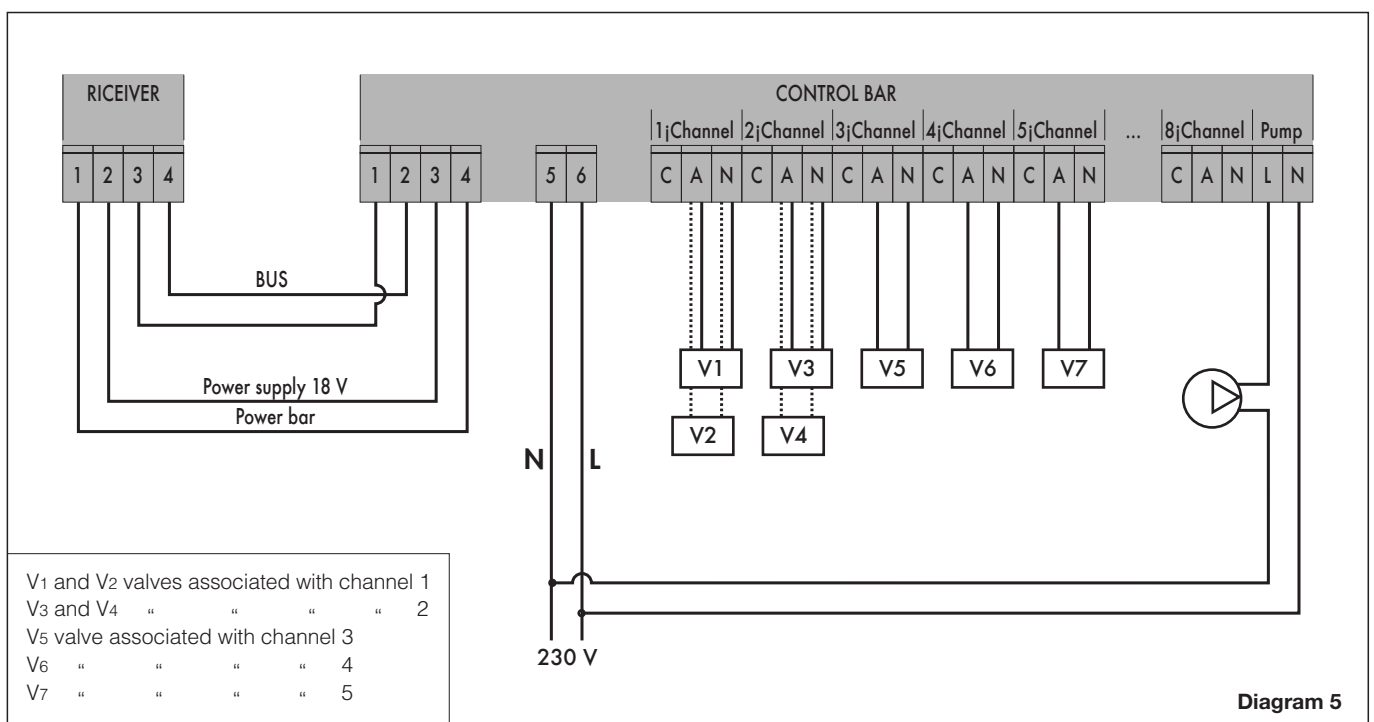 RICEIVER
CONTROL BAR
1¡Channel 2¡Channel 3¡Channel 4¡Channel 5¡Channel ... 8¡Channel Pump
1 2 3 4 1 2 3 4 5 6 C A N C A N C A N C A N C A N C A N L N
BUS
V1 V3 V5 V6 V7
Power supply 18 V
Power bar
V2 V4
N L
V1 and V2 valves associated with channel 1
V3 and V4 “ “ “ “ 2
V5 valve associated with channel 3
V6 “ “ “ “ 4
V7 “ “ “ “ 5
230 V
Diagram 5